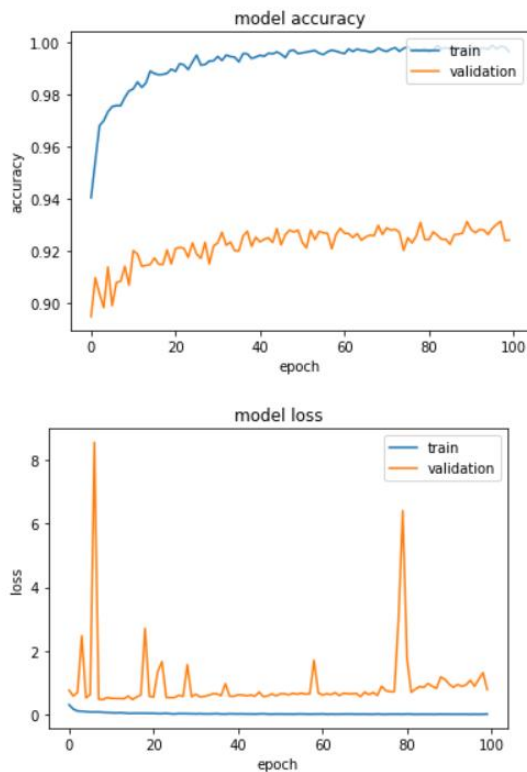 model accuracy
1.00
train
validation
0.98
0.96
accuracy
0.94
0.92
0.90
0 20 40 60 80 100
epoch
model loss
train
validation
8
6
loss
4
2
0
0 20 40 60 80 100
epoch